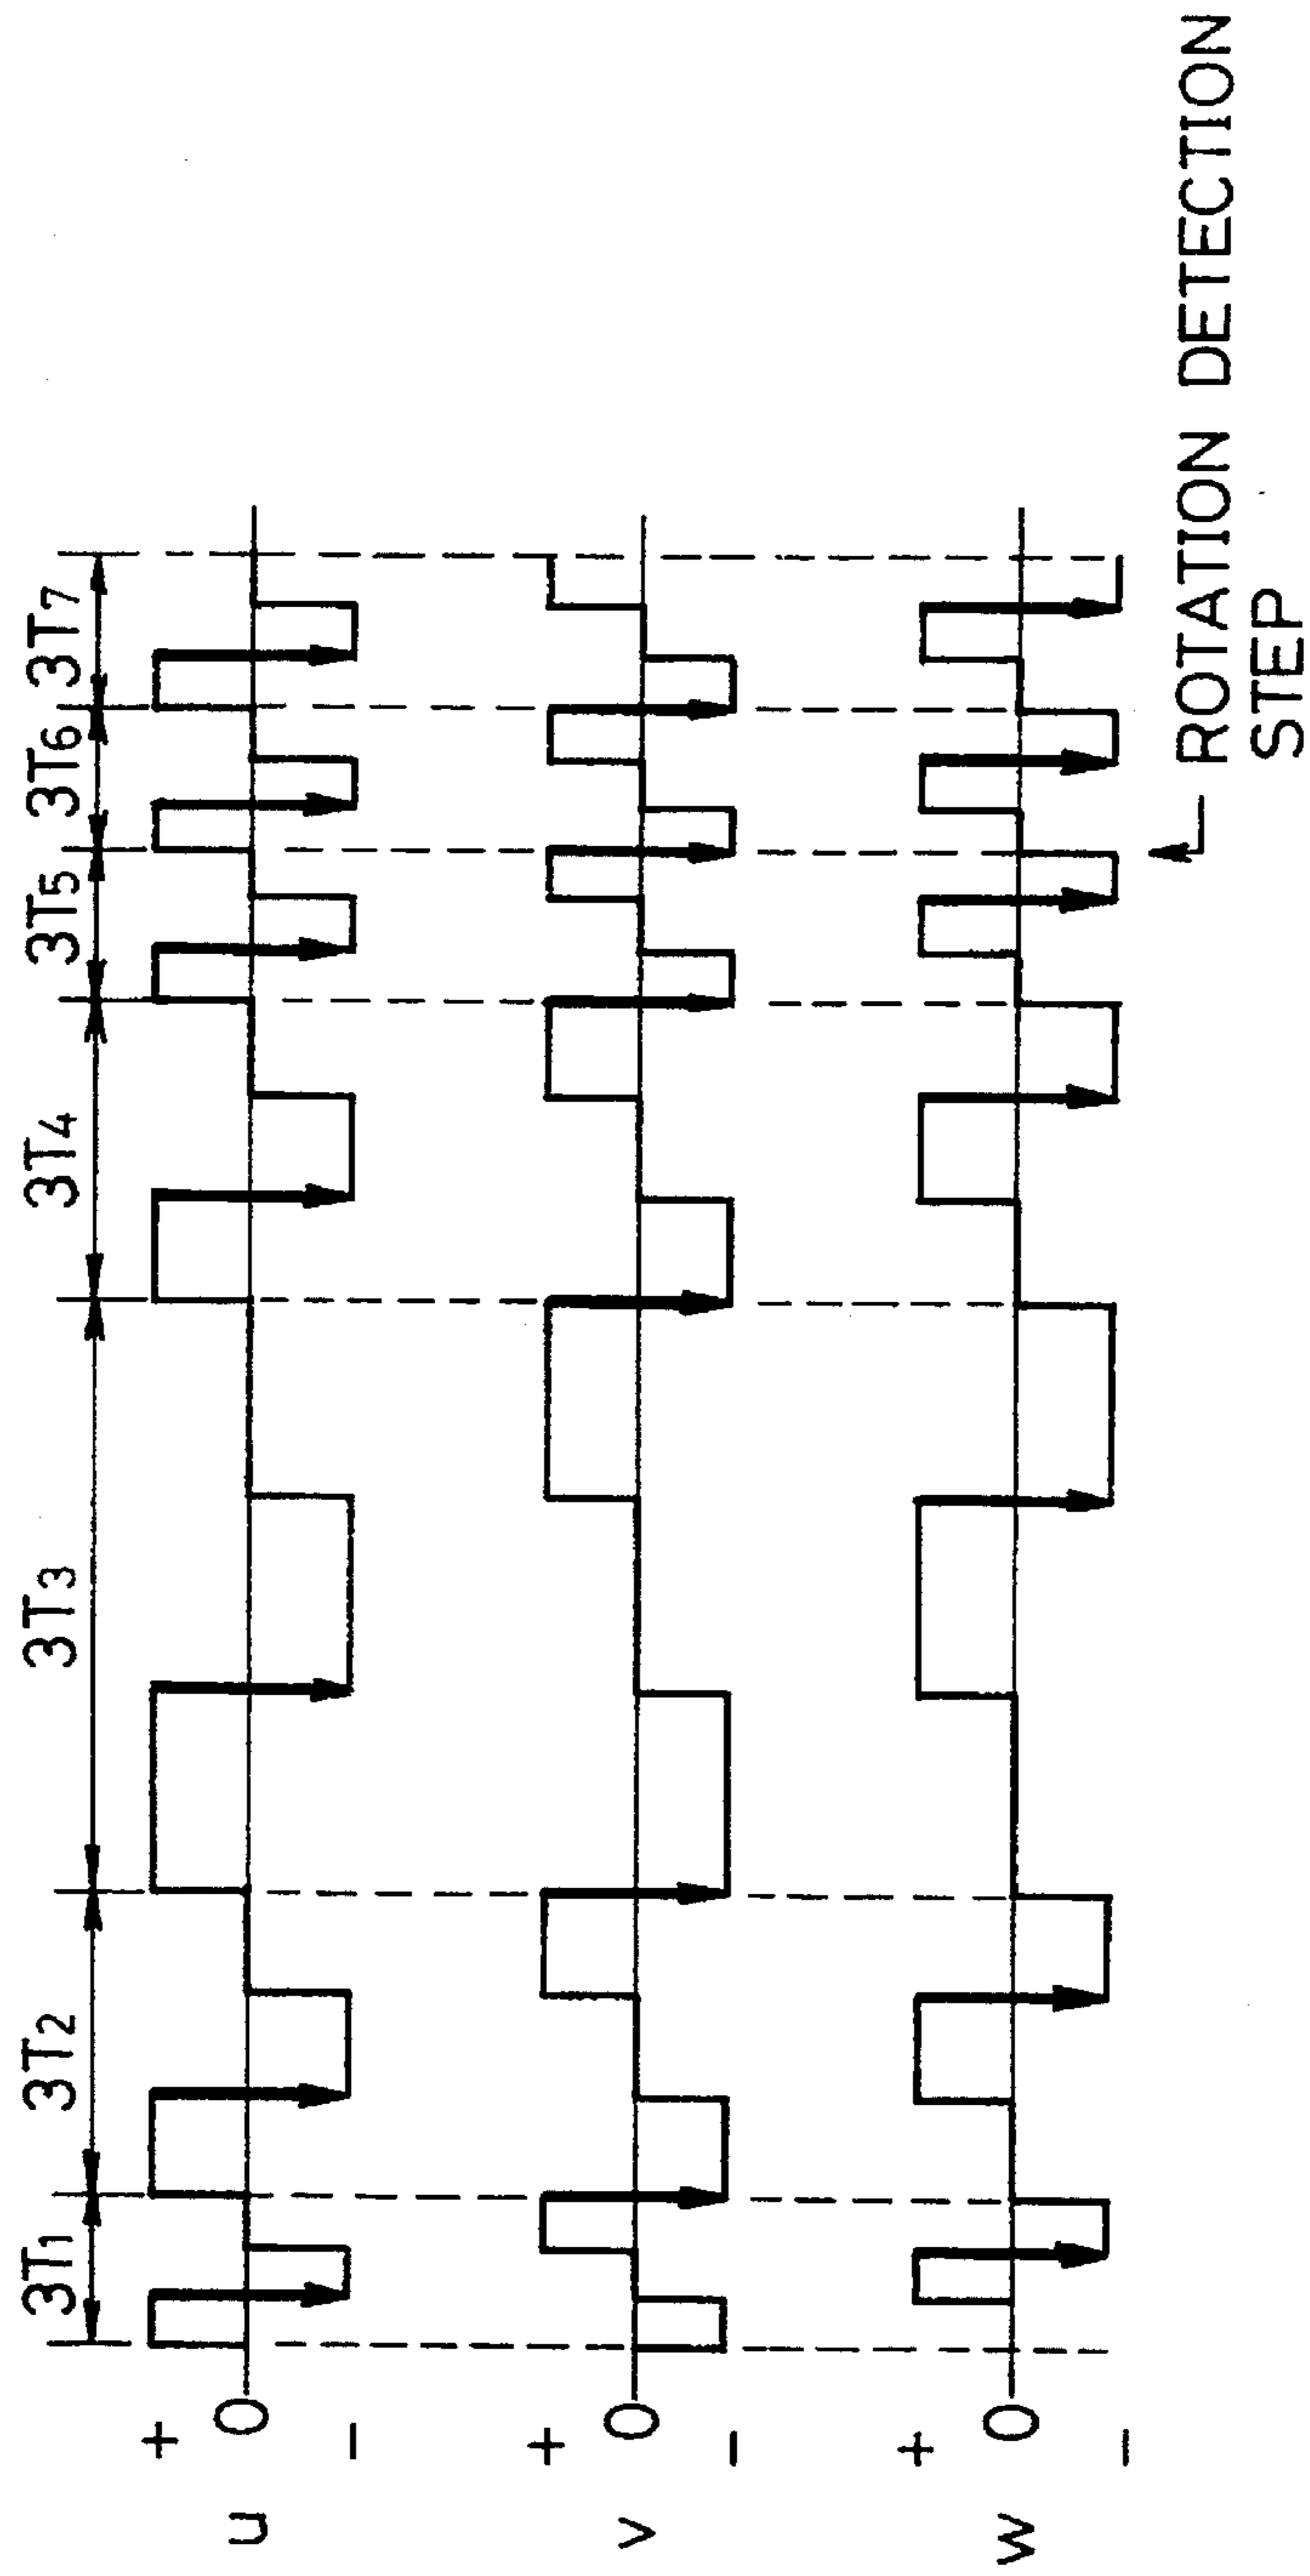 3T1 3T2 3T3 3T4 3T5 3T6 3T7
+
u 0
−
+
v 0
−
+
w 0
−
ROTATION DETECTION
STEP